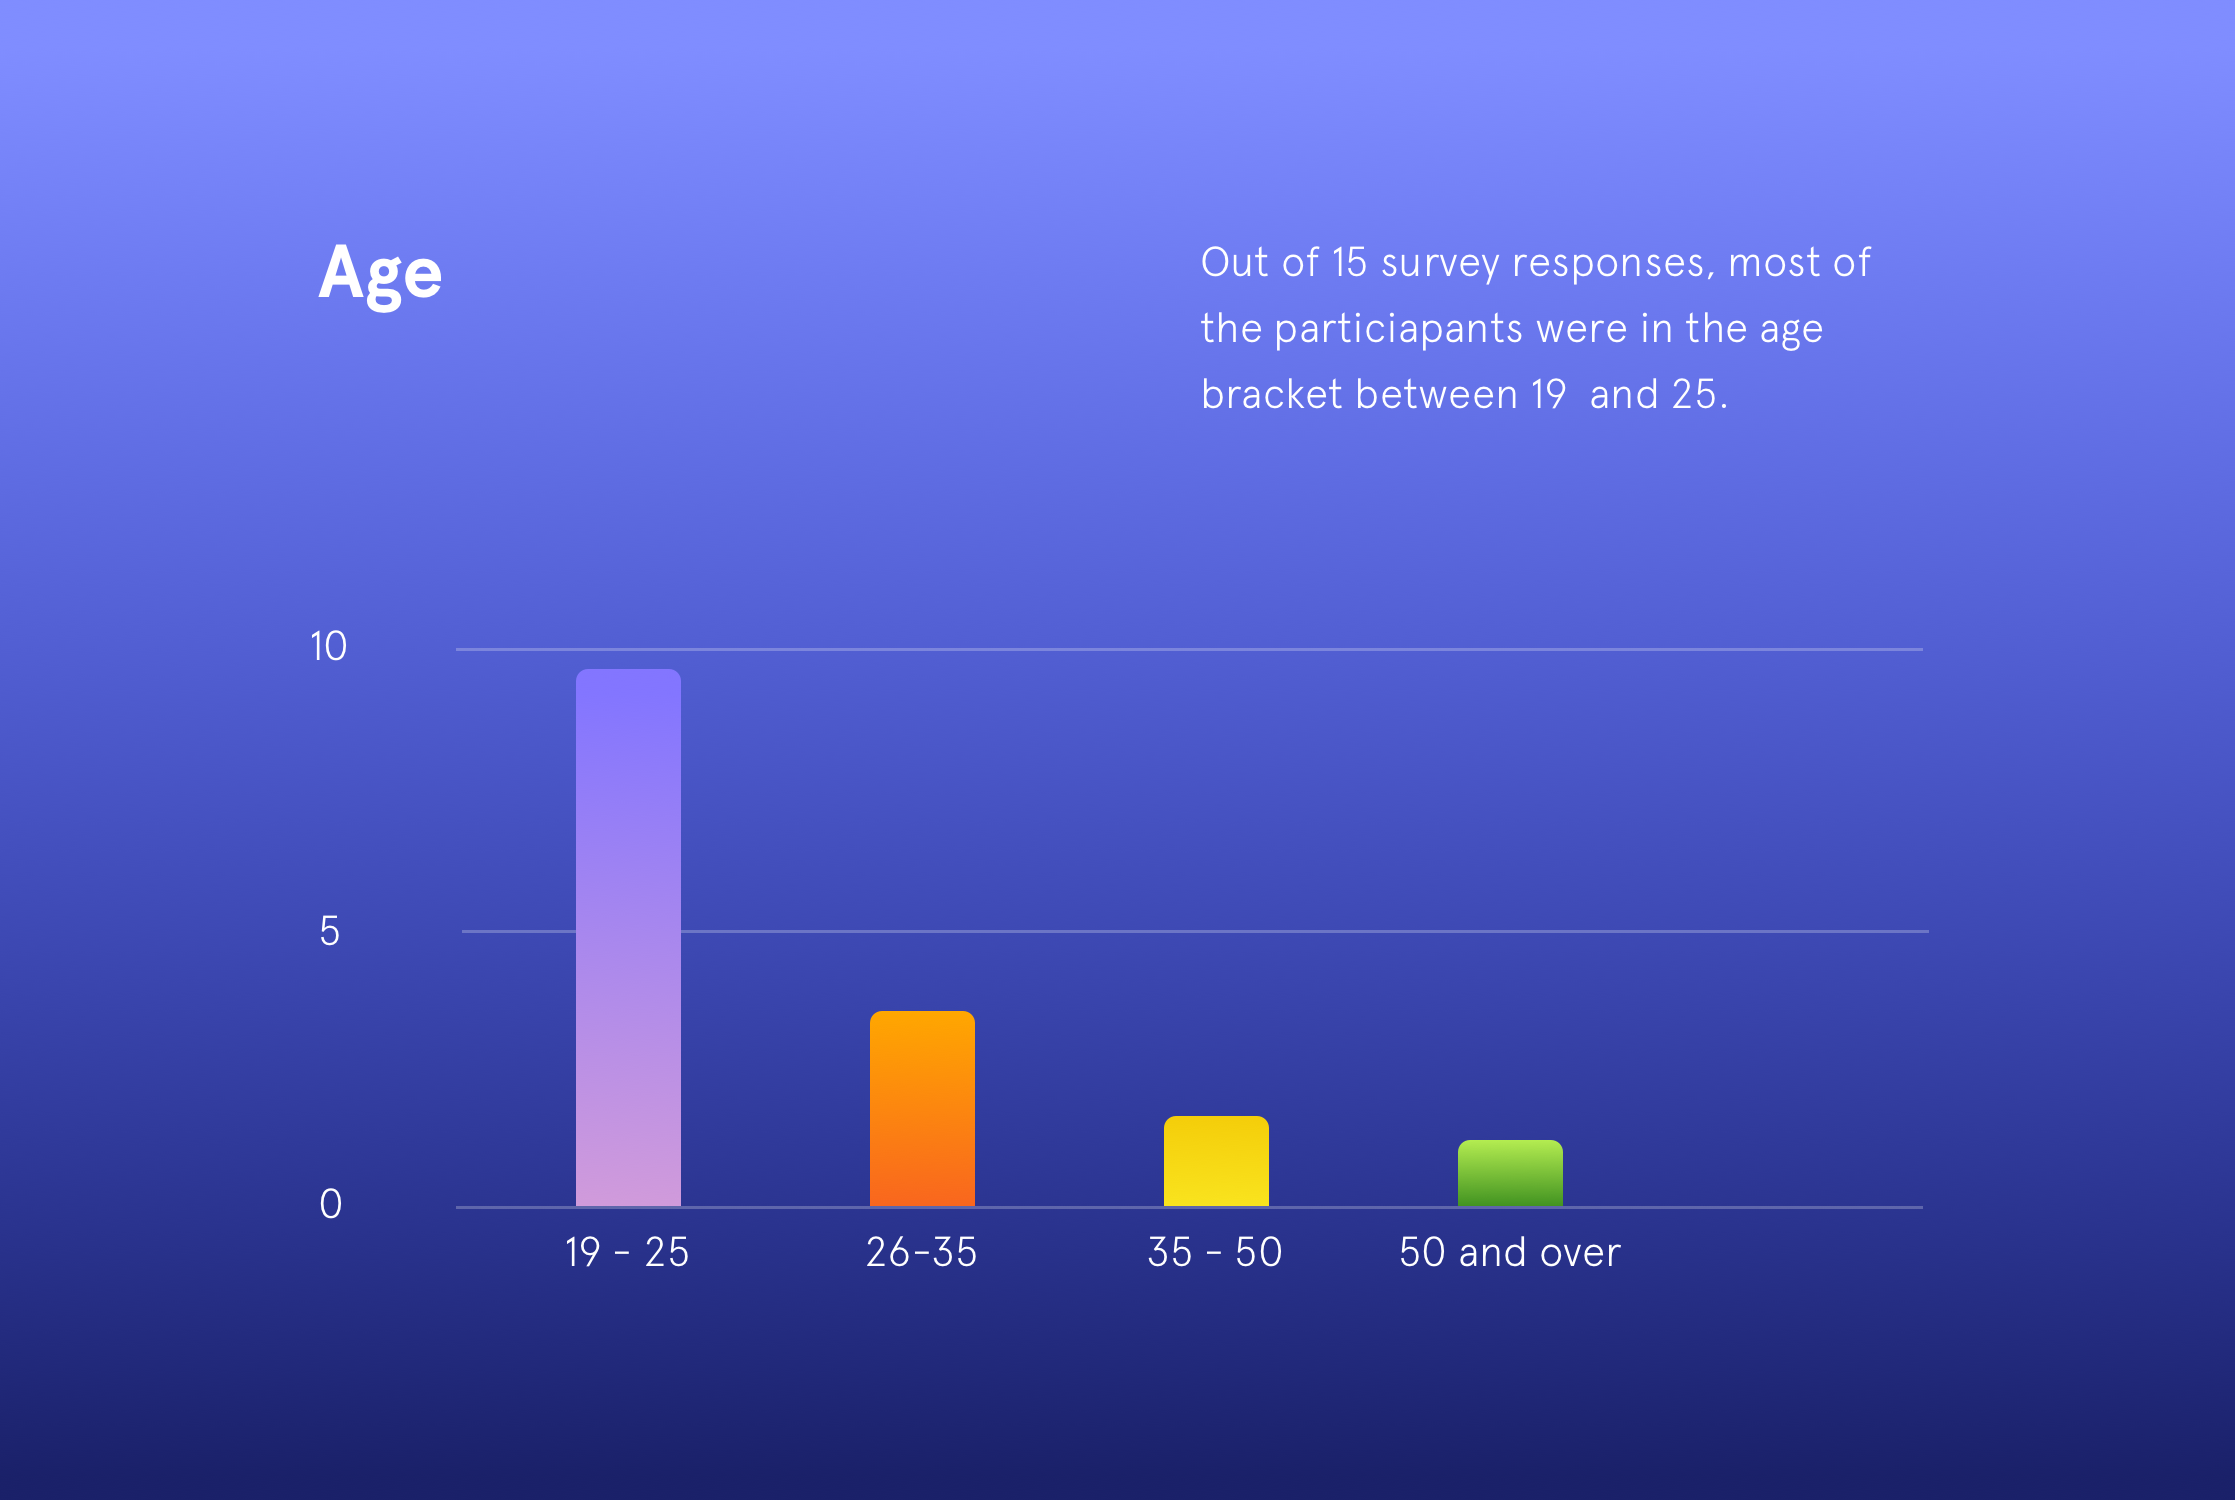 Age
Out of 15 survey responses, most of
the particiapants were in the age
bracket between 19  and 25.
10
5
0
19 - 25
26-35
35 - 50
50 and over